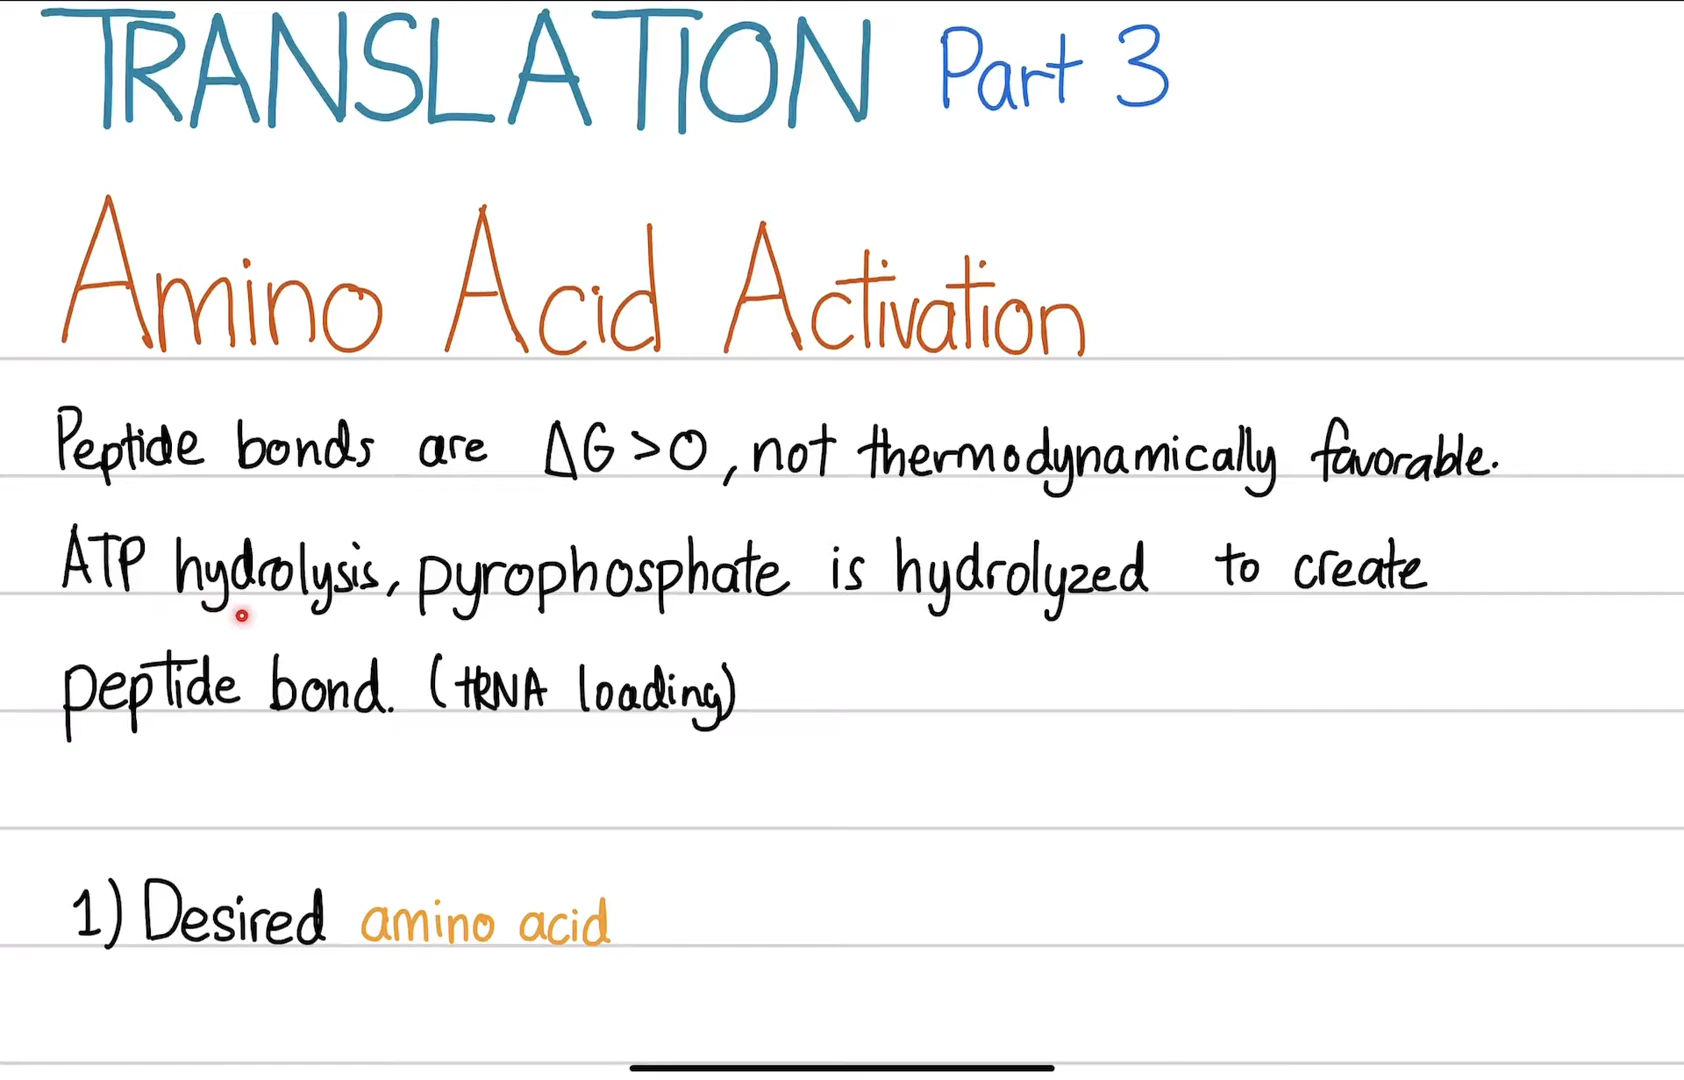 TRANSLATION Part 3
Amino Acid Activation
Peptide bonds are ΔG>0, not thermodynamically favorable.
ATP hydrolysis, pyrophosphate is hydrolyzed to create
peptide bond. (tRNA loading)
1) Desired amino acid